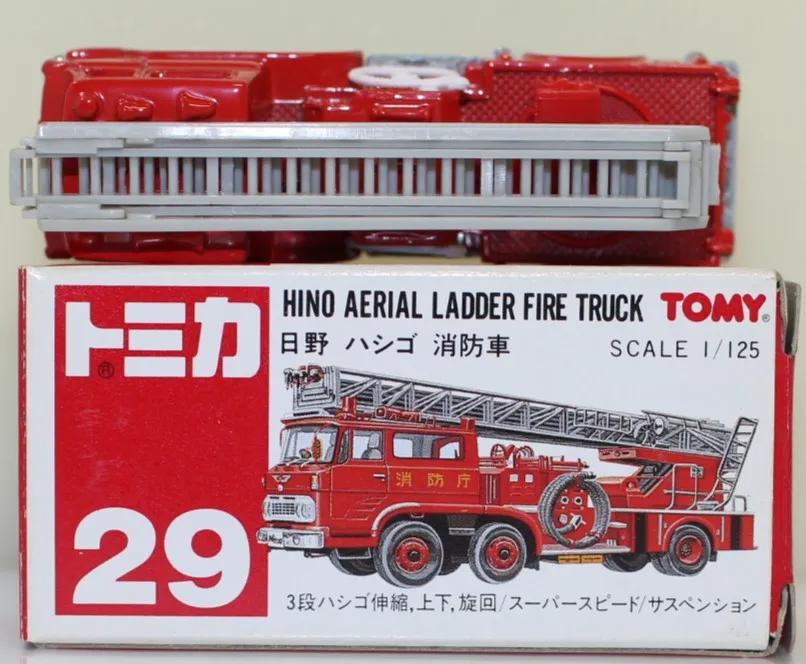 トミカ
®
29
HINO AERIAL LADDER FIRE TRUCK TOMY®
日野 ハシゴ 消防車 SCALE 1/125
消防庁
3段ハシゴ伸縮,上下,旋回/スーパースピード/サスペンション